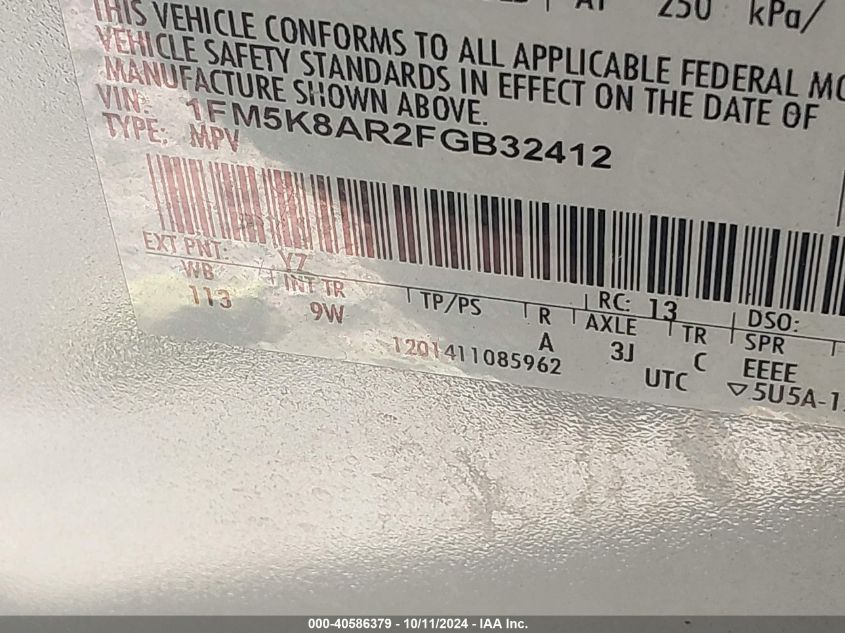 AT 250 kPa/
THIS VEHICLE CONFORMS TO ALL APPLICABLE FEDERAL
VEHICLE SAFETY STANDARDS IN EFFECT ON THE DATE OF
MANUFACTURE SHOWN ABOVE.
VIN: 1FM5K8AR2FGB32412
TYPE: MPV
EXT PNT: YZ RC: 13 DSO:
WB INT TR TP/PS R AXLE TR SPR
113 9W A 3J C EEEE
1201411085962 UTC ▽5U5A-1
000-40586379 - 10/11/2024 - IAA Inc.